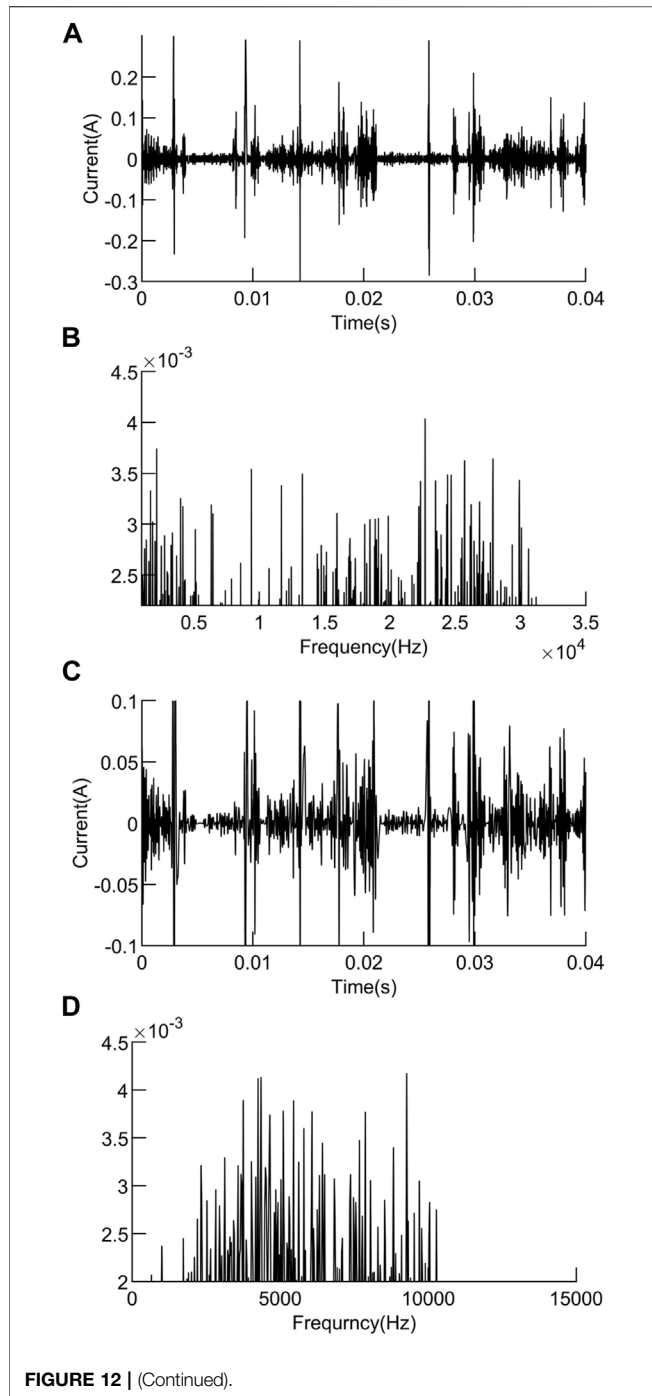 A
0.2
0.1
0
-0.1
-0.2
-0.3
Current(A)
0 0.01 0.02 0.03 0.04
Time(s)
B
×10-3
4.5
4
3.5
3
2.5
0.5 1 1.5 2 2.5 3 3.5
Frequency(Hz)
×104
C
0.1
0.05
0
-0.05
-0.1
Current(A)
0 0.01 0.02 0.03 0.04
Time(s)
D
×10-3
4.5
4
3.5
3
2.5
2
0 5000 10000 15000
Frequrncy(Hz)
FIGURE 12 | (Continued).